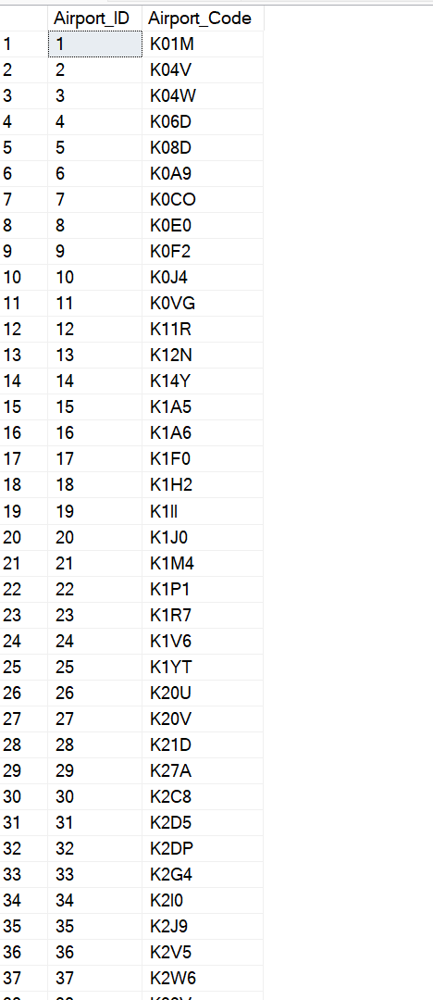 Airport_ID Airport_Code
1 1 K01M
2 2 K04V
3 3 K04W
4 4 K06D
5 5 K08D
6 6 K0A9
7 7 K0CO
8 8 K0E0
9 9 K0F2
10 10 K0J4
11 11 K0VG
12 12 K11R
13 13 K12N
14 14 K14Y
15 15 K1A5
16 16 K1A6
17 17 K1F0
18 18 K1H2
19 19 K1II
20 20 K1J0
21 21 K1M4
22 22 K1P1
23 23 K1R7
24 24 K1V6
25 25 K1YT
26 26 K20U
27 27 K20V
28 28 K21D
29 29 K27A
30 30 K2C8
31 31 K2D5
32 32 K2DP
33 33 K2G4
34 34 K2I0
35 35 K2J9
36 36 K2V5
37 37 K2W6